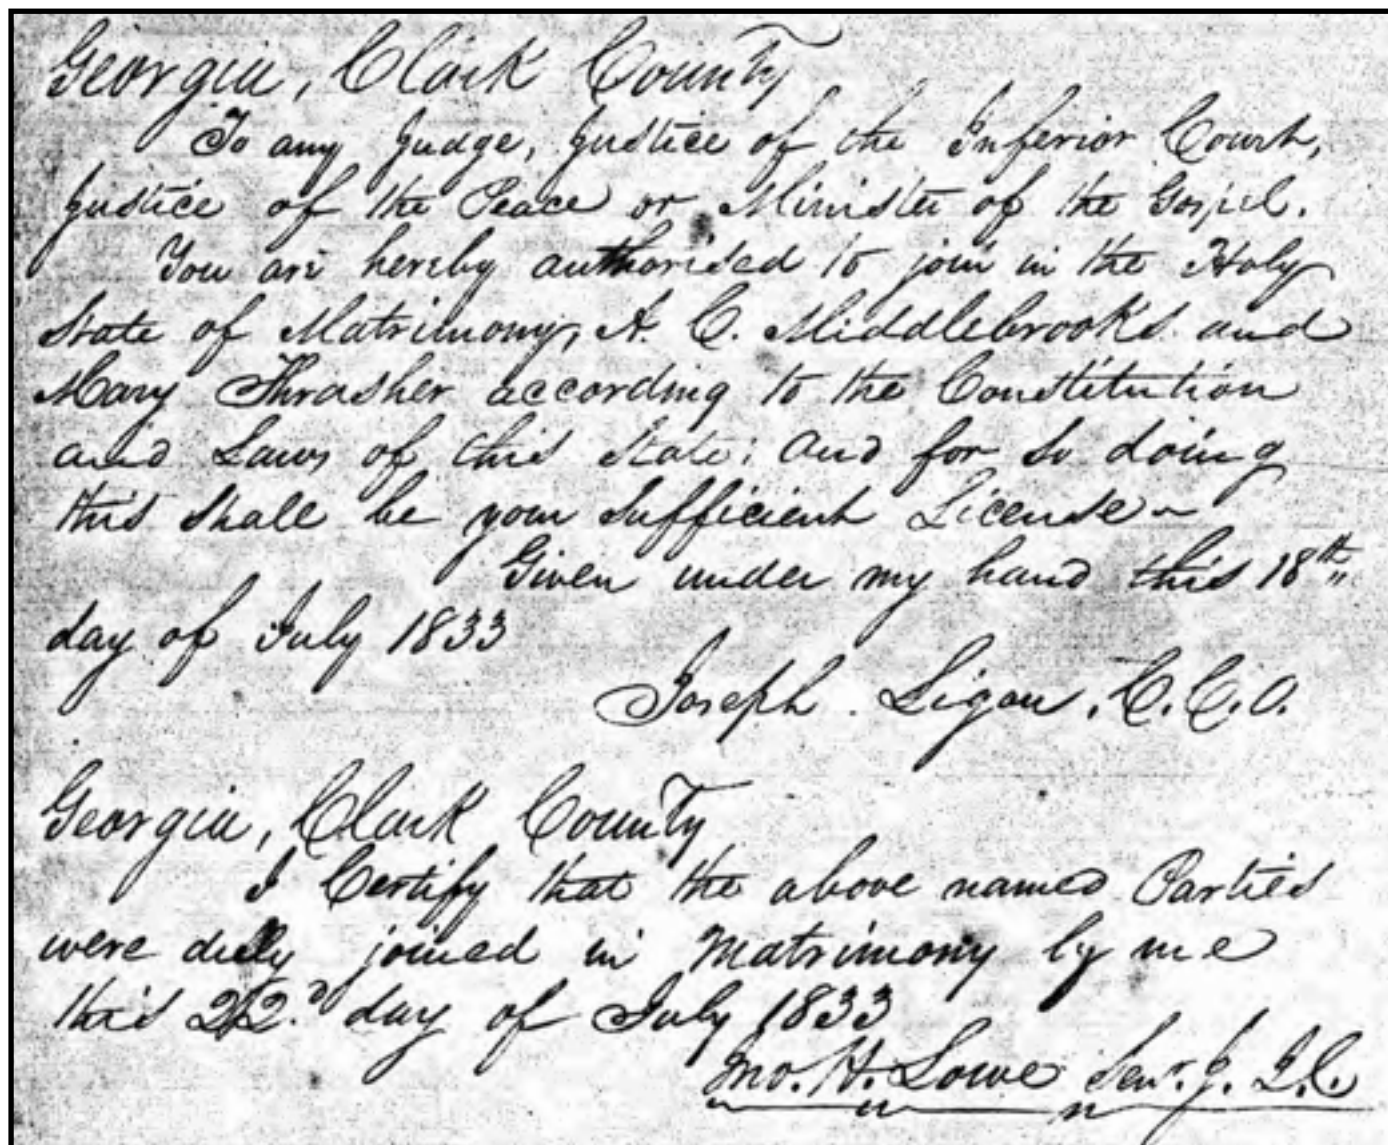 Georgia, Clark County
To any Judge, Justice of the Inferior Court,
Justice of the Peace or Minister of the Gospel.
You are hereby authorised to join in the Holy
State of Matrimony, A. C. Middlebrooks and
Mary Thrasher according to the Constitution
and Laws of this State; and for so doing
this shall be your sufficient License~
Given under my hand this 18th
day of July 1833
Joseph Ligon, C.C.O.
Georgia, Clark County
I Certify that the above named Parties
were duly joined in matrimony by me
this 22d day of July 1833
Jno. H. Lowe Senr. J. I. C.